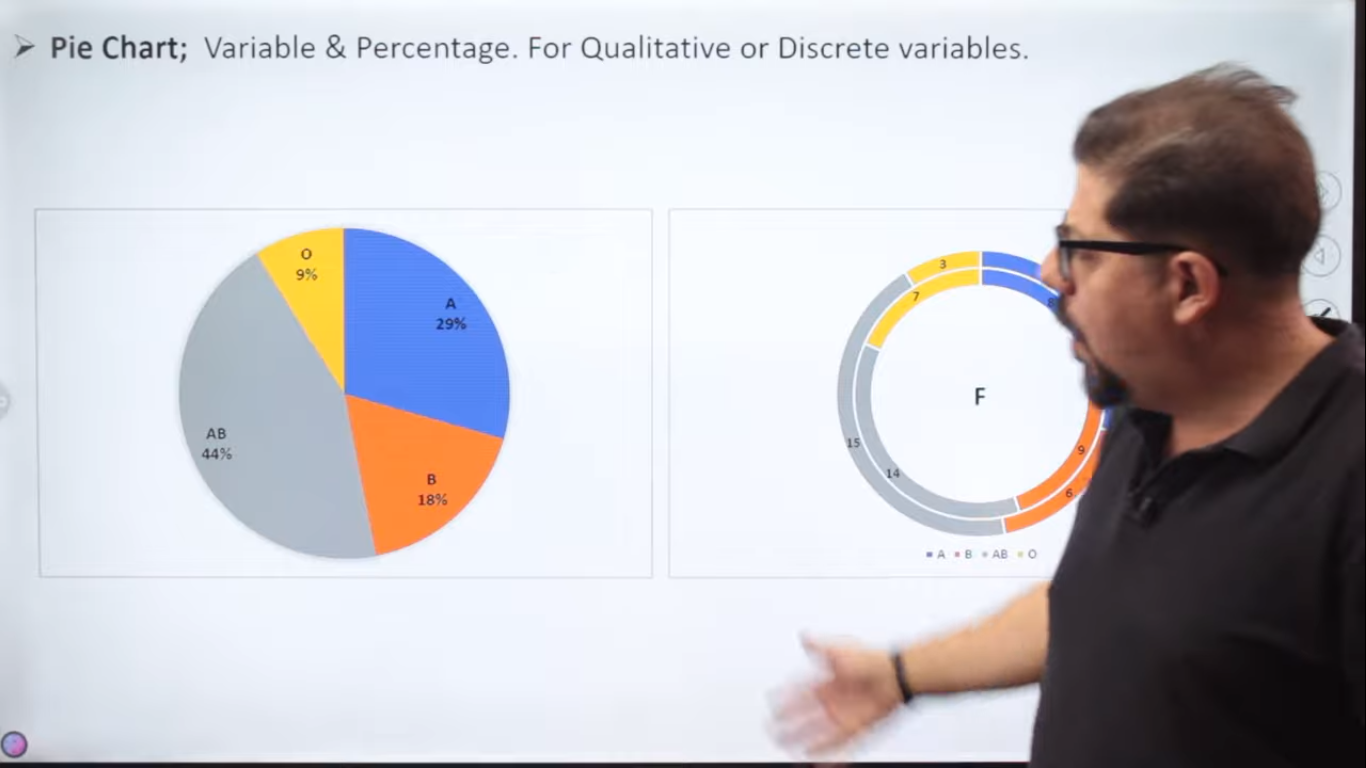 ➢ Pie Chart; Variable & Percentage. For Qualitative or Discrete variables.
O
9%
A
29%
AB
44%
B
18%
3
7
8
F
15
14
9
6
A B AB O